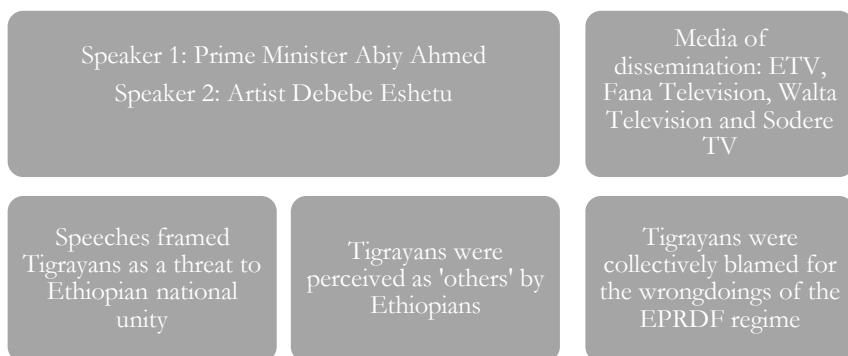 Speaker 1: Prime Minister Abiy Ahmed
Speaker 2: Artist Debebe Eshetu
Media of
dissemination: ETV,
Fana Television, Walta
Television and Sodere
TV
Speeches framed
Tigrayans as a threat to
Ethiopian national
unity
Tigrayans were
perceived as 'others' by
Ethiopians
Tigrayans were
collectively blamed for
the wrongdoings of the
EPRDF regime